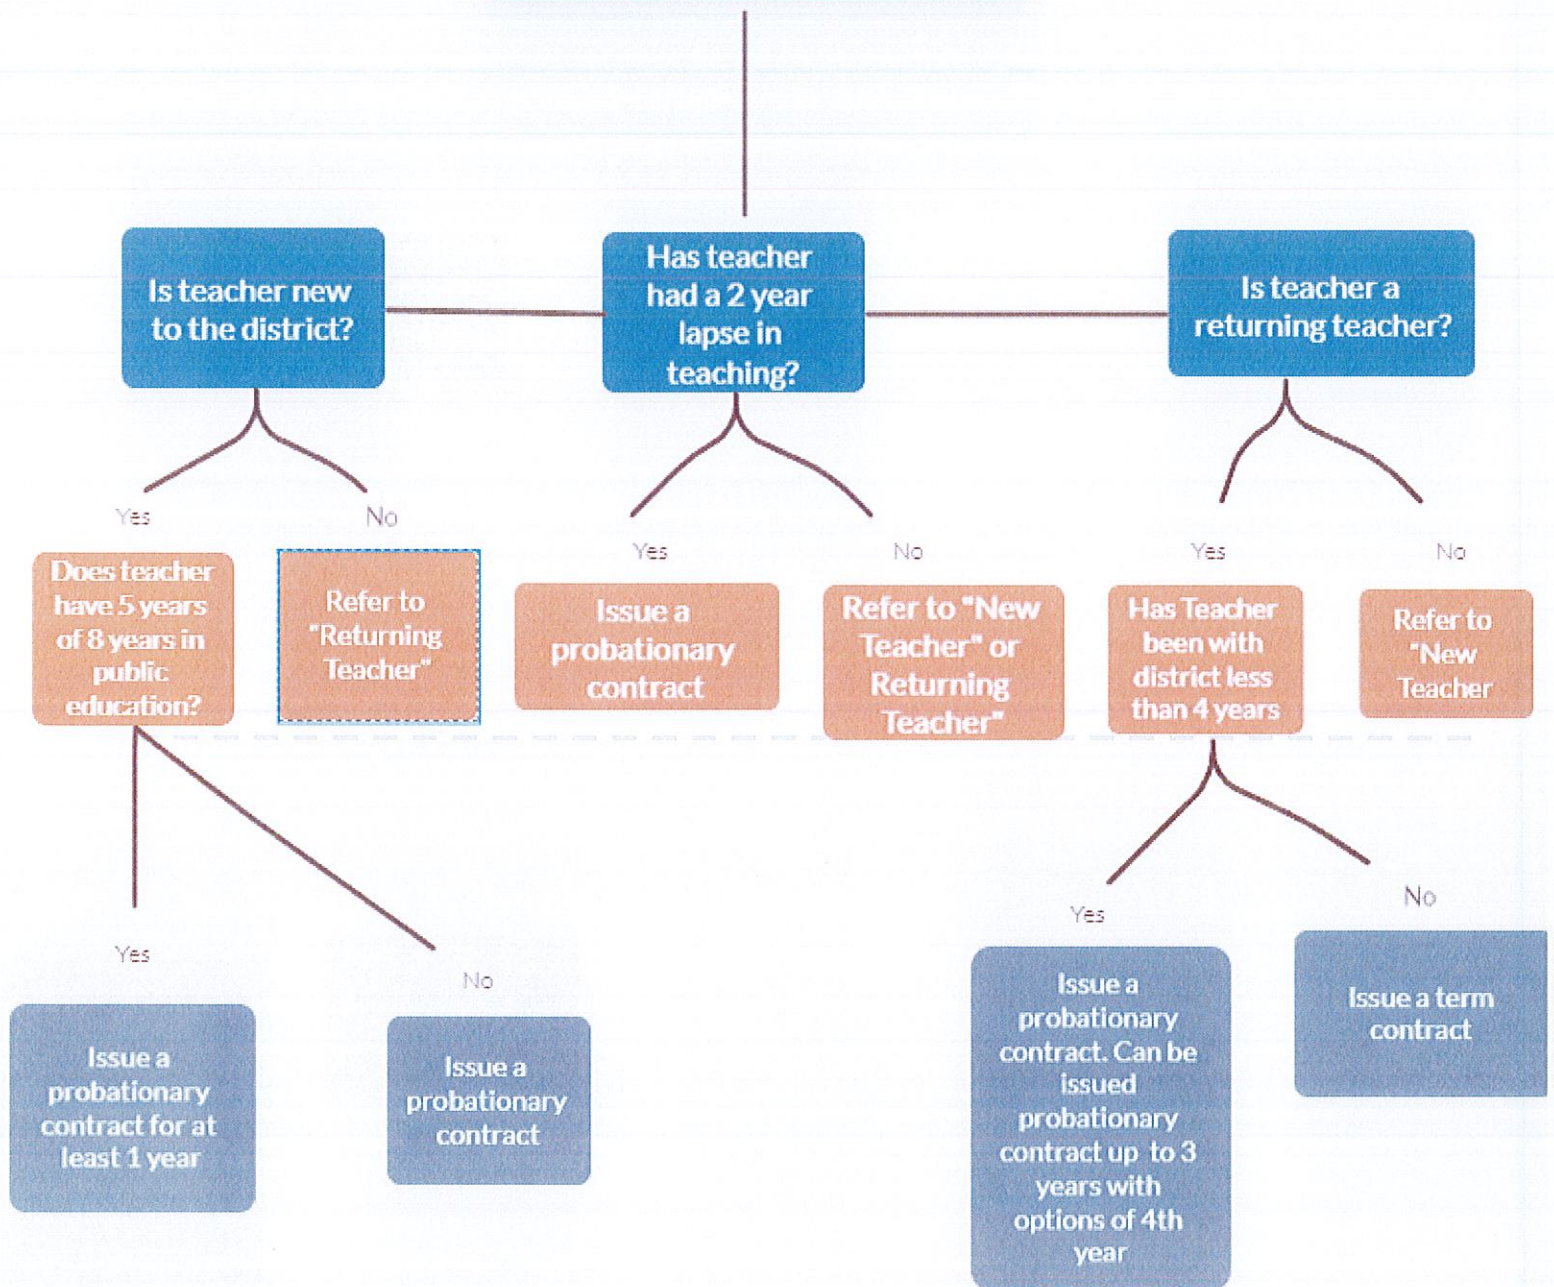 Is teacher new
to the district?
Has teacher
had a 2 year
lapse in
teaching?
Is teacher a
returning teacher?
Yes
No
Yes
No
Yes
No
Does teacher
have 5 years
of 8 years in
public
education?
Refer to
"Returning
Teacher"
Issue a
probationary
contract
Refer to "New
Teacher" or
Returning
Teacher"
Has Teacher
been with
district less
than 4 years
Refer to
"New
Teacher
Yes
No
Yes
No
Issue a
probationary
contract for at
least 1 year
Issue a
probationary
contract
Issue a
probationary
contract. Can be
issued
probationary
contract up to 3
years with
options of 4th
year
Issue a term
contract